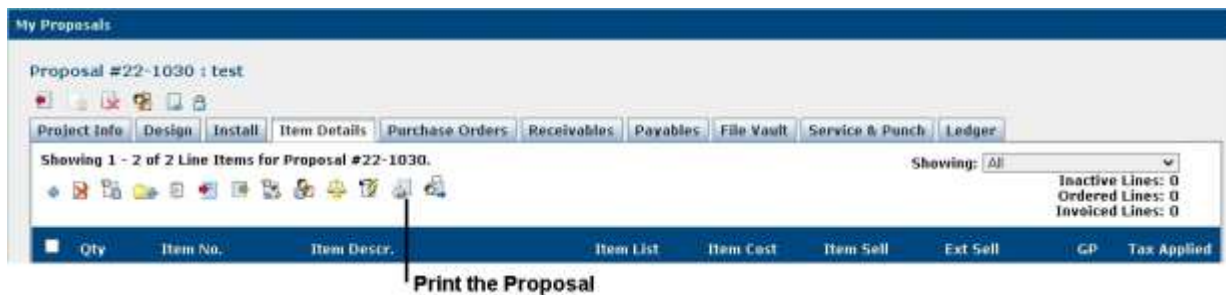 My Proposals
Proposal #22-1030 : test
Project Info Design Install Item Details Purchase Orders Receivables Payables File Vault Service & Punch Ledger
Showing 1 - 2 of 2 Line Items for Proposal #22-1030.
Showing: All
Inactive Lines: 0
Ordered Lines: 0
Invoiced Lines: 0
Qty Item No. Item Descr. Item List Item Cost Item Sell Ext Sell GP Tax Applied
Print the Proposal